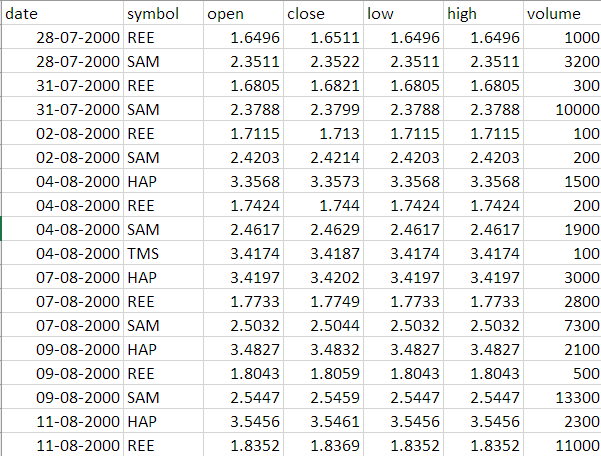 date symbol open close low high volume
28-07-2000 REE 1.6496 1.6511 1.6496 1.6496 1000
28-07-2000 SAM 2.3511 2.3522 2.3511 2.3511 3200
31-07-2000 REE 1.6805 1.6821 1.6805 1.6805 300
31-07-2000 SAM 2.3788 2.3799 2.3788 2.3788 10000
02-08-2000 REE 1.7115 1.713 1.7115 1.7115 100
02-08-2000 SAM 2.4203 2.4214 2.4203 2.4203 200
04-08-2000 HAP 3.3568 3.3573 3.3568 3.3568 1500
04-08-2000 REE 1.7424 1.744 1.7424 1.7424 200
04-08-2000 SAM 2.4617 2.4629 2.4617 2.4617 1900
04-08-2000 TMS 3.4174 3.4187 3.4174 3.4174 100
07-08-2000 HAP 3.4197 3.4202 3.4197 3.4197 3000
07-08-2000 REE 1.7733 1.7749 1.7733 1.7733 2800
07-08-2000 SAM 2.5032 2.5044 2.5032 2.5032 7300
09-08-2000 HAP 3.4827 3.4832 3.4827 3.4827 2100
09-08-2000 REE 1.8043 1.8059 1.8043 1.8043 500
09-08-2000 SAM 2.5447 2.5459 2.5447 2.5447 13300
11-08-2000 HAP 3.5456 3.5461 3.5456 3.5456 2300
11-08-2000 REE 1.8352 1.8369 1.8352 1.8352 11000